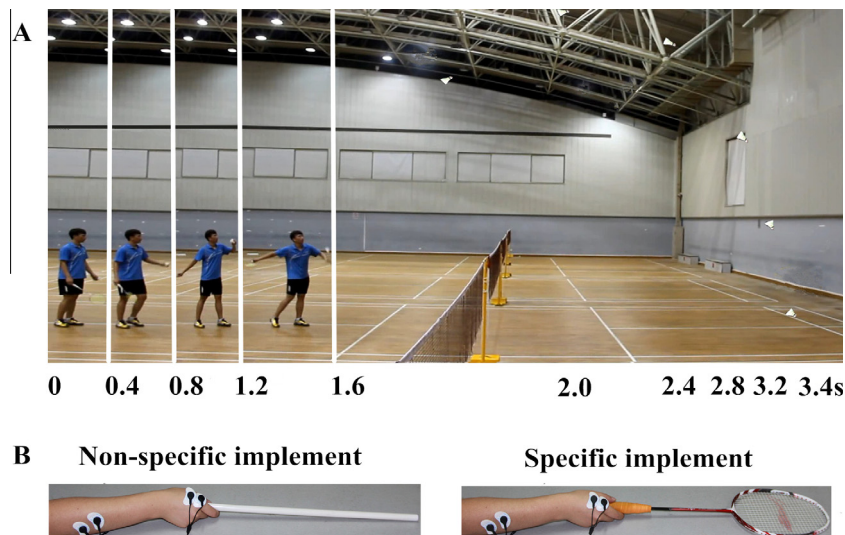 A
0 0.4 0.8 1.2 1.6 2.0 2.4 2.8 3.2 3.4s
B Non-specific implement Specific implement